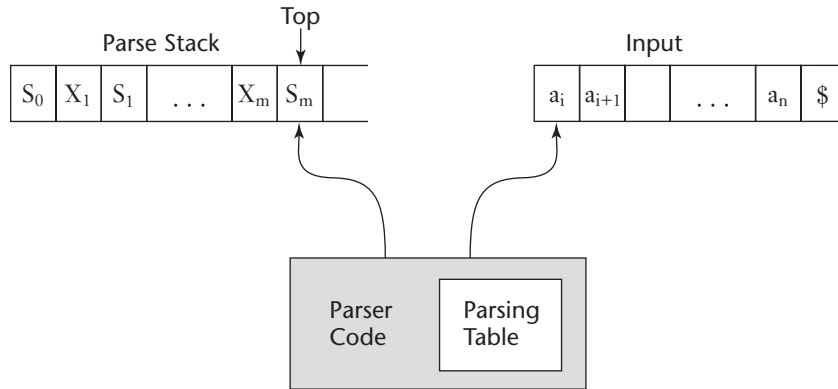 Top
Parse Stack
Input
S₀ X₁ S₁ . . . Xₘ Sₘ
aᵢ aᵢ₊₁ . . . aₙ $
Parser
Code
Parsing
Table